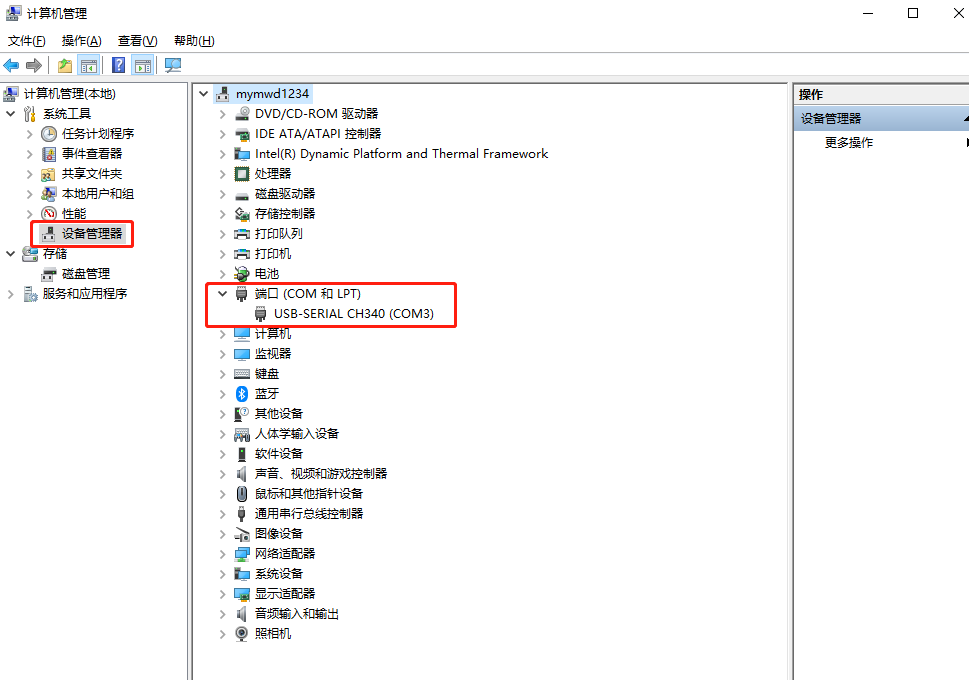 计算机管理
文件(F) 操作(A) 查看(V) 帮助(H)
计算机管理(本地)
系统工具
任务计划程序
事件查看器
共享文件夹
本地用户和组
性能
设备管理器
存储
磁盘管理
服务和应用程序
mymwd1234
DVD/CD-ROM 驱动器
IDE ATA/ATAPI 控制器
Intel(R) Dynamic Platform and Thermal Framework
处理器
磁盘驱动器
存储控制器
打印队列
打印机
电池
端口 (COM 和 LPT)
USB-SERIAL CH340 (COM3)
计算机
监视器
键盘
蓝牙
其他设备
人体学输入设备
软件设备
声音、视频和游戏控制器
鼠标和其他指针设备
通用串行总线控制器
图像设备
网络适配器
系统设备
显示适配器
音频输入和输出
照相机
操作
设备管理器
更多操作